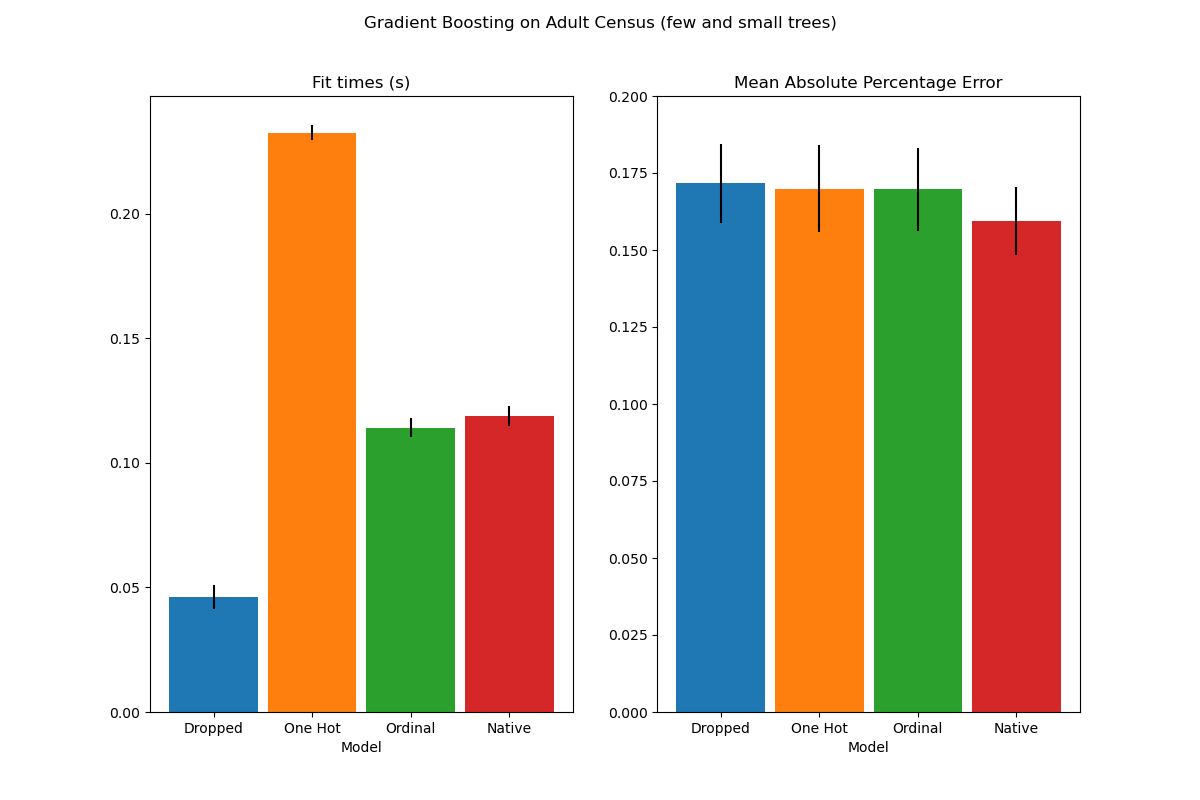 Gradient Boosting on Adult Census (few and small trees)
Fit times (s)
0.20
0.15
0.10
0.05
0.00
Dropped One Hot Ordinal Native
Model
Mean Absolute Percentage Error
0.200
0.175
0.150
0.125
0.100
0.075
0.050
0.025
0.000
Dropped One Hot Ordinal Native
Model